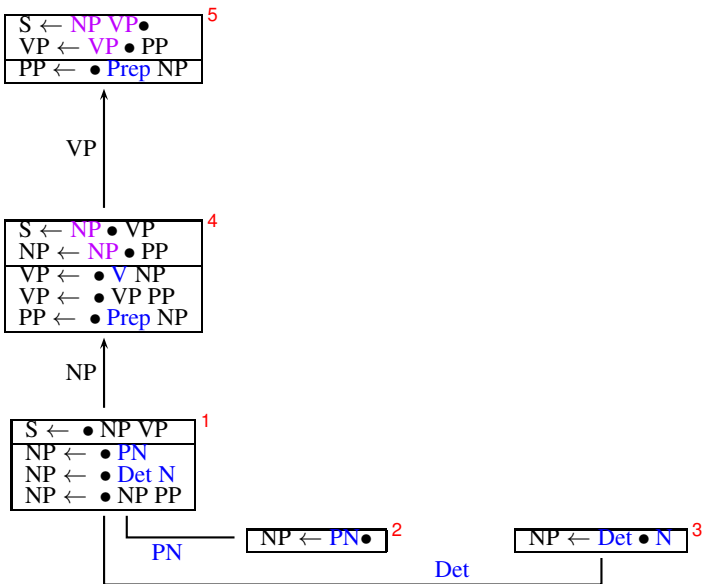 5
S ← NP VP●
VP ← VP ● PP
PP ← ● Prep NP
VP
4
S ← NP ● VP
NP ← NP ● PP
VP ← ● V NP
VP ← ● VP PP
PP ← ● Prep NP
NP
1
S ← ● NP VP
NP ← ● PN
NP ← ● Det N
NP ← ● NP PP
PN
NP ← PN● 2
NP ← Det ● N 3
Det